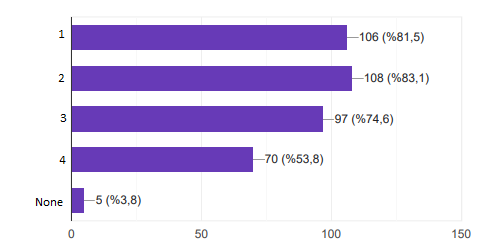 1 106 (%81,5)
2 108 (%83,1)
3 97 (%74,6)
4 70 (%53,8)
None 5 (%3,8)
0 50 100 150